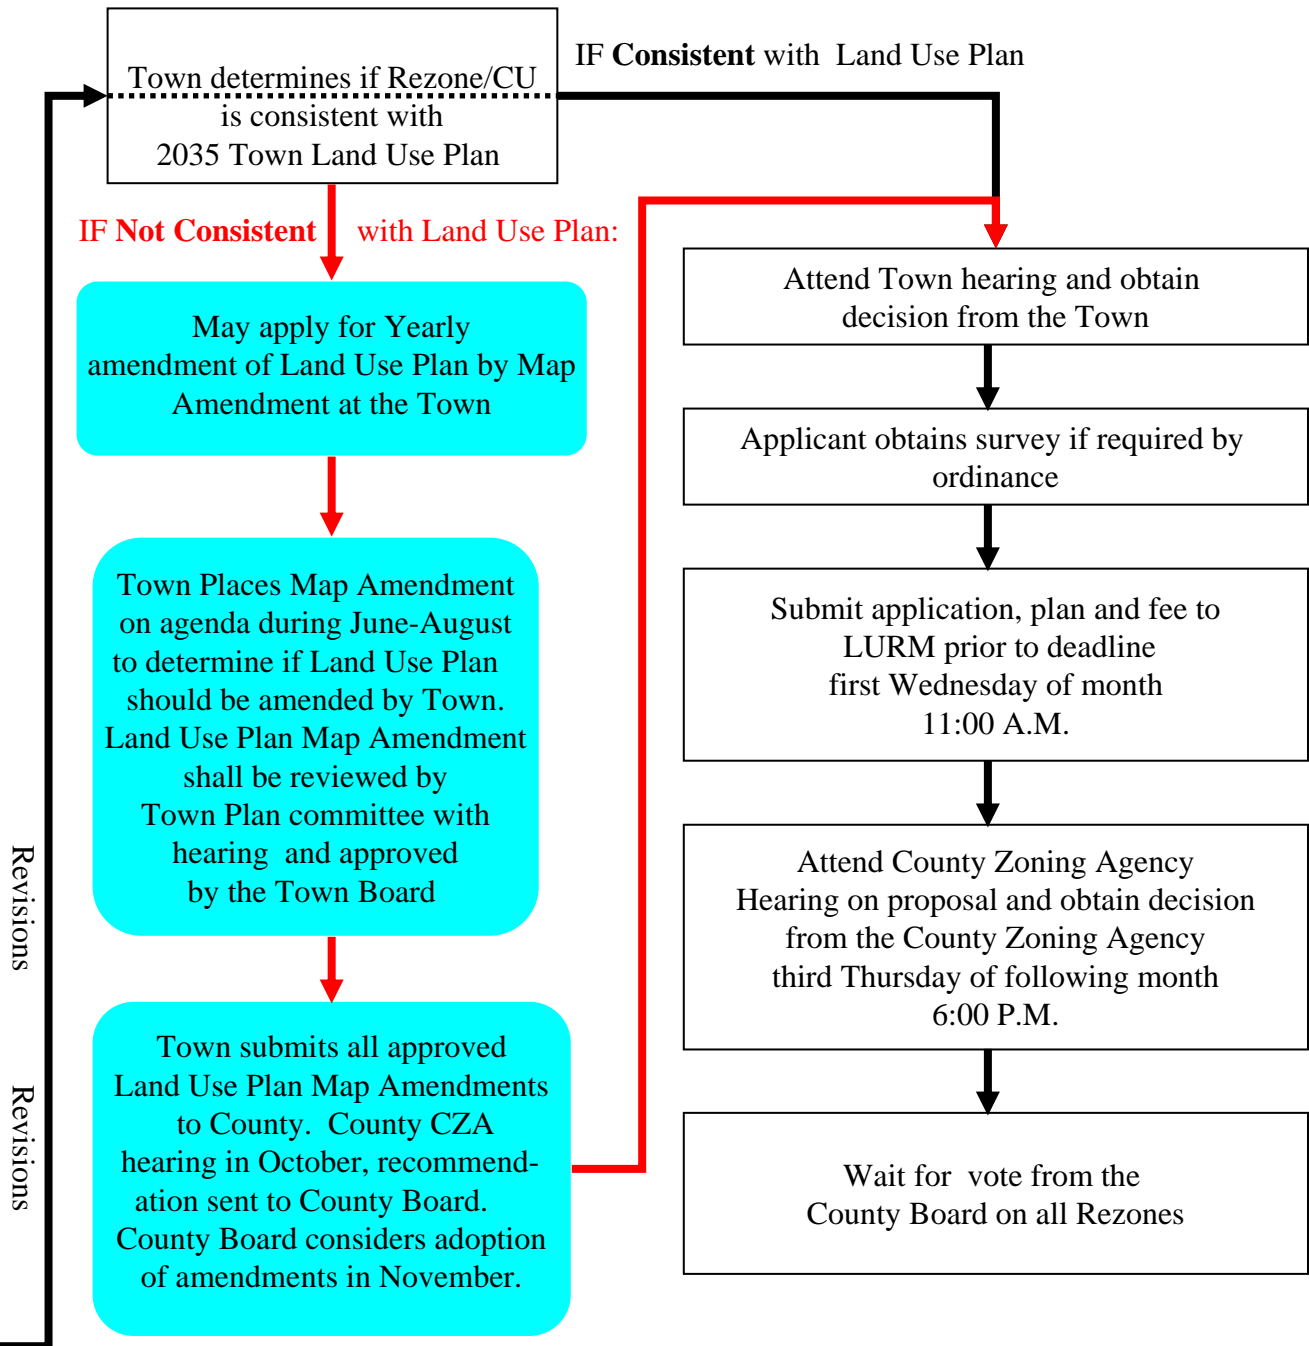 Town determines if Rezone/CU
is consistent with
2035 Town Land Use Plan
IF Consistent with Land Use Plan
IF Not Consistent with Land Use Plan:
May apply for Yearly
amendment of Land Use Plan by Map
Amendment at the Town
Town Places Map Amendment
on agenda during June-August
to determine if Land Use Plan
should be amended by Town.
Land Use Plan Map Amendment
shall be reviewed by
Town Plan committee with
hearing and approved
by the Town Board
Town submits all approved
Land Use Plan Map Amendments
to County. County CZA
hearing in October, recommend-
ation sent to County Board.
County Board considers adoption
of amendments in November.
Attend Town hearing and obtain
decision from the Town
Applicant obtains survey if required by
ordinance
Submit application, plan and fee to
LURM prior to deadline
first Wednesday of month
11:00 A.M.
Attend County Zoning Agency
Hearing on proposal and obtain decision
from the County Zoning Agency
third Thursday of following month
6:00 P.M.
Wait for vote from the
County Board on all Rezones
Revisions
Revisions